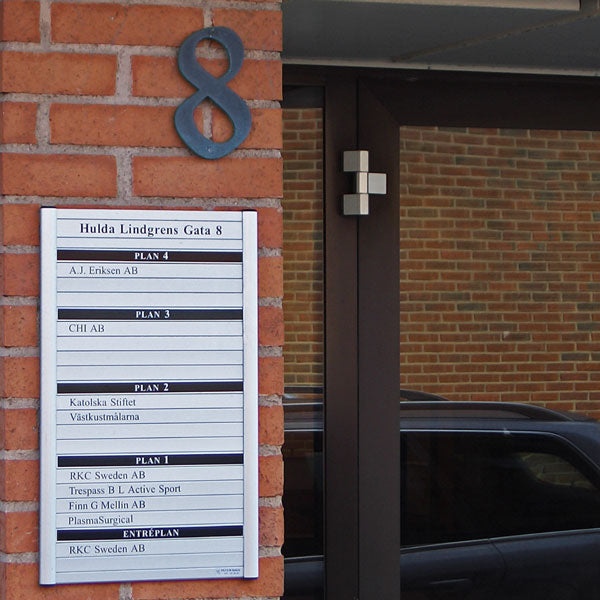 8
Hulda Lindgrens Gata 8
PLAN 4
A.J. Eriksen AB
PLAN 3
CHI AB
PLAN 2
Katolska Stiftet
Västkustmålarna
PLAN 1
RKC Sweden AB
Trespass B L Active Sport
Finn G Mellin AB
PlasmaSurgical
ENTRÉPLAN
RKC Sweden AB